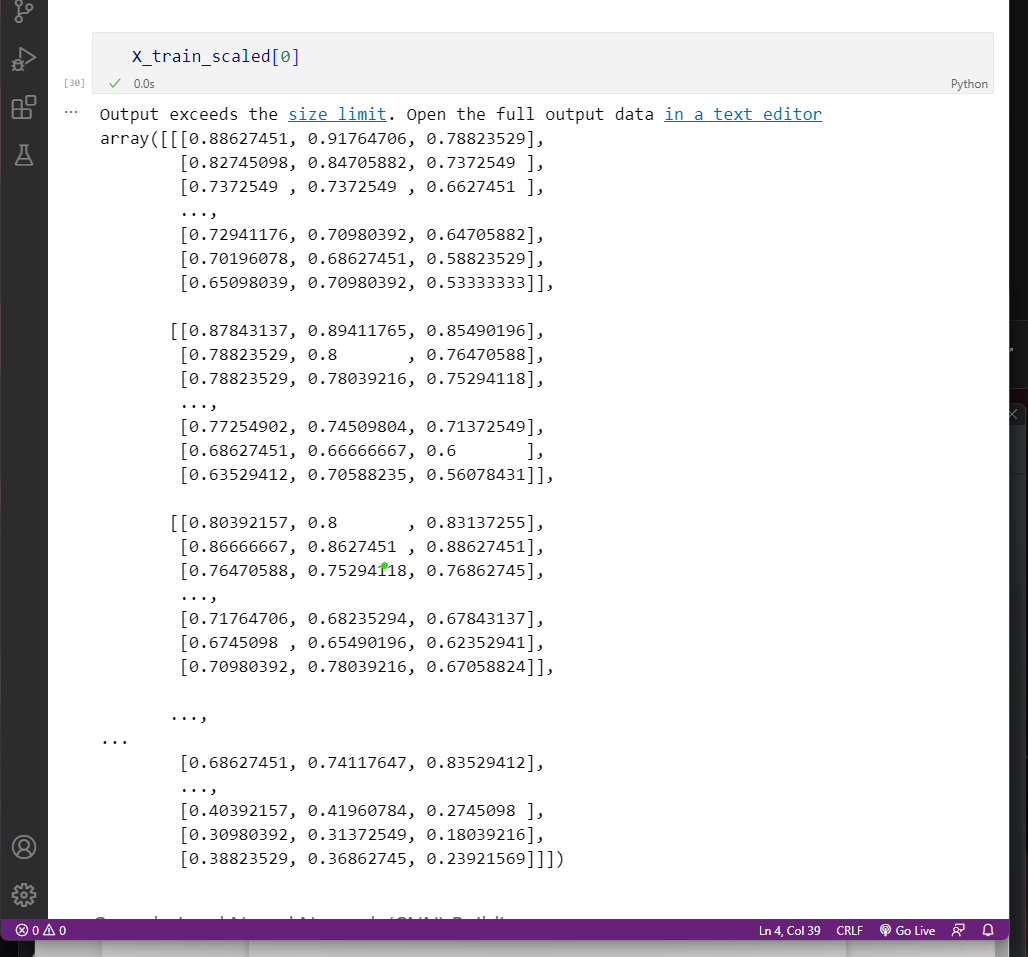 X_train_scaled[0]
[30]
0.0s
Python
...
Output exceeds the size limit. Open the full output data in a text editor
array([[[0.88627451, 0.91764706, 0.78823529],
[0.82745098, 0.84705882, 0.7372549 ],
[0.7372549 , 0.7372549 , 0.6627451 ],
...,
[0.72941176, 0.70980392, 0.64705882],
[0.70196078, 0.68627451, 0.58823529],
[0.65098039, 0.70980392, 0.53333333]],
[[0.87843137, 0.89411765, 0.85490196],
[0.78823529, 0.8       , 0.76470588],
[0.78823529, 0.78039216, 0.75294118],
...,
[0.77254902, 0.74509804, 0.71372549],
[0.68627451, 0.66666667, 0.6       ],
[0.63529412, 0.70588235, 0.56078431]],
[[0.80392157, 0.8       , 0.83137255],
[0.86666667, 0.8627451 , 0.88627451],
[0.76470588, 0.75294118, 0.76862745],
...,
[0.71764706, 0.68235294, 0.67843137],
[0.6745098 , 0.65490196, 0.62352941],
[0.70980392, 0.78039216, 0.67058824]],
...,
...
[0.68627451, 0.74117647, 0.83529412],
...,
[0.40392157, 0.41960784, 0.2745098 ],
[0.30980392, 0.31372549, 0.18039216],
[0.38823529, 0.36862745, 0.23921569]]])
0 0
Ln 4, Col 39 CRLF Go Live